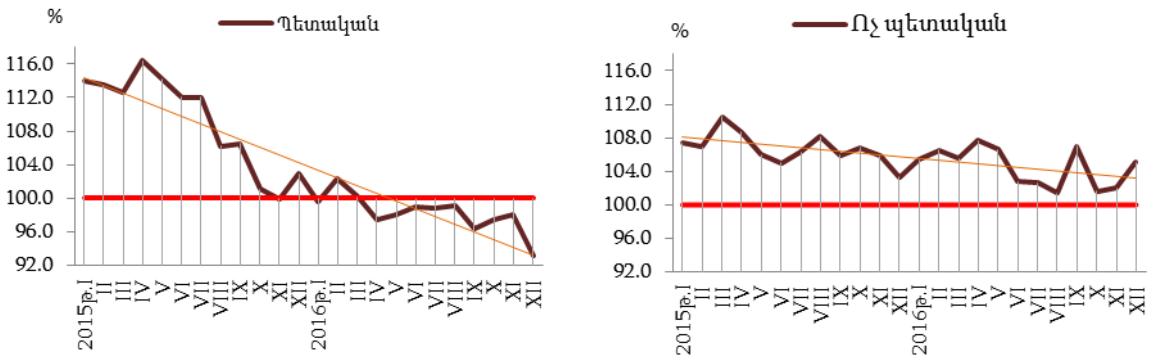 %
Պետական
116.0
112.0
108.0
104.0
100.0
96.0
92.0
2015թ.I
II
III
IV
V
VI
VII
VIII
IX
X
XI
XII
2016թ.I
II
III
IV
V
VI
VII
VIII
IX
X
XI
XII
%
Ոչ պետական
116.0
112.0
108.0
104.0
100.0
96.0
92.0
2015թ.I
II
III
IV
V
VI
VII
VIII
IX
X
XI
XII
2016թ.I
II
III
IV
V
VI
VII
VIII
IX
X
XI
XII